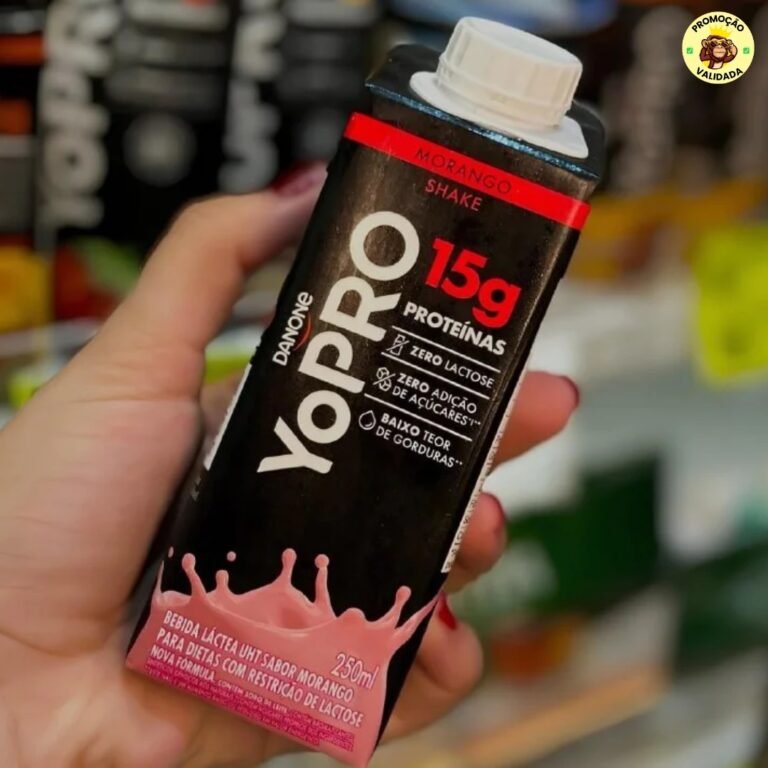 PROMOÇÃO
VALIDADA
MORANGO
SHAKE
DANONE
YoPRO
15g
PROTEÍNAS
ZERO LACTOSE
ZERO ADIÇÃO
DE AÇÚCARES
BAIXO TEOR
DE GORDURAS**
250ml
BEBIDA LÁCTEA UHT SABOR MORANGO
PARA DIETAS COM RESTRIÇÃO DE LACTOSE
NOVA FÓRMULA.
YoPRO